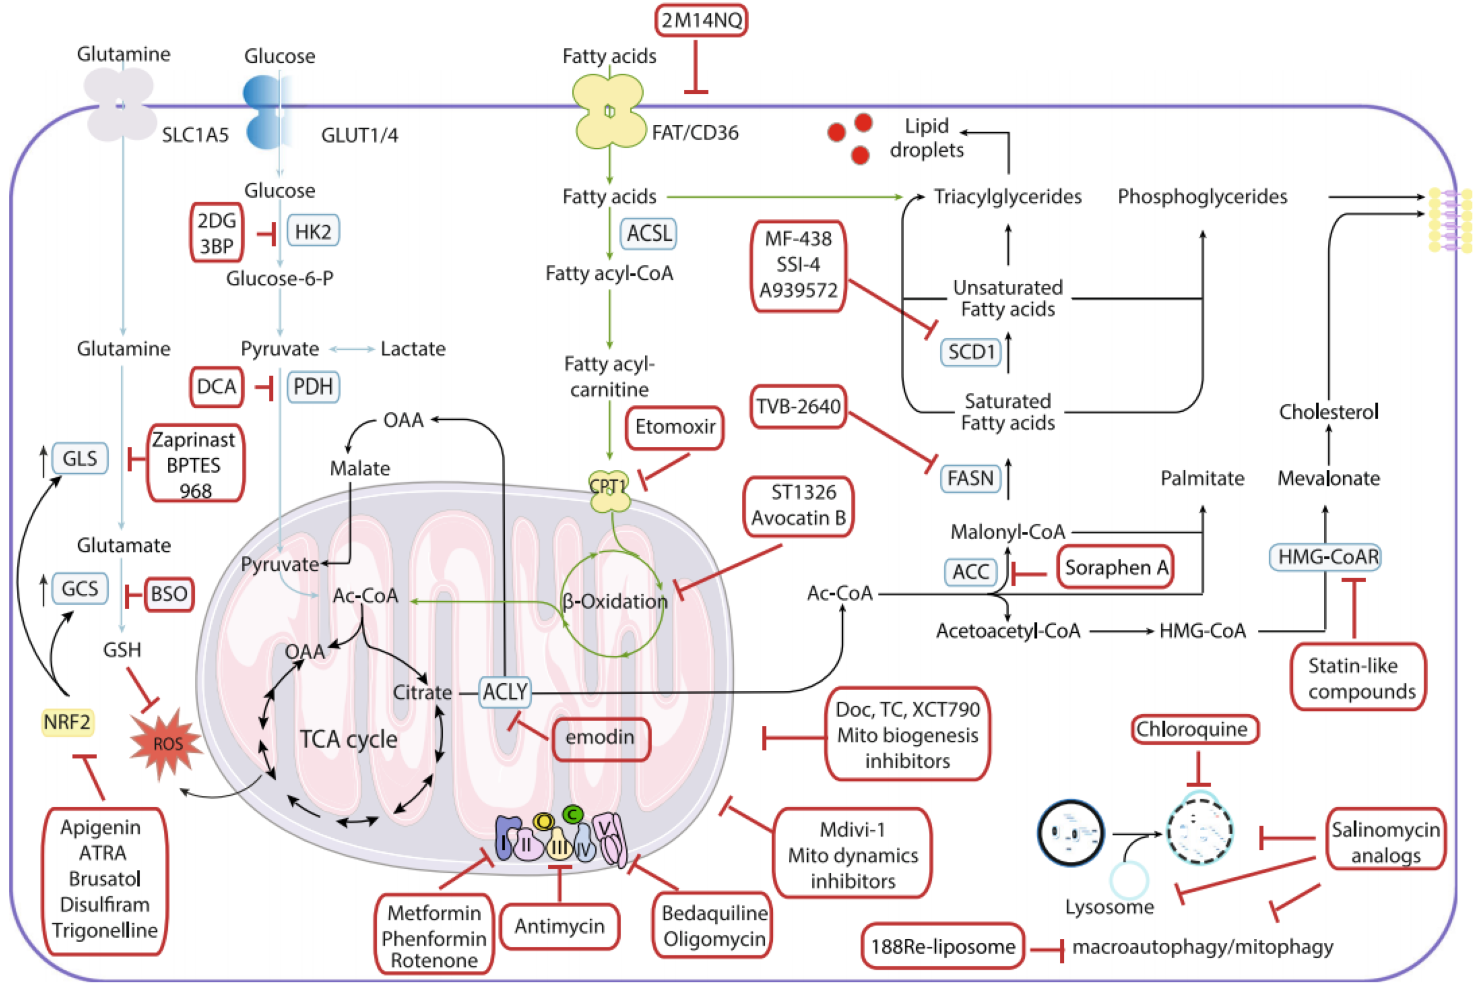 2M14NQ
Glutamine
Glucose
Fatty acids
SLC1A5
GLUT1/4
FAT/CD36
Lipid
droplets
Glucose
Fatty acids
Triacylglycerides
Phosphoglycerides
2DG
3BP
HK2
ACSL
MF-438
SSI-4
A939572
Glucose-6-P
Fatty acyl-CoA
Unsaturated
Fatty acids
Glutamine
Pyruvate
Lactate
Fatty acyl-
carnitine
SCD1
DCA
PDH
TVB-2640
Saturated
Fatty acids
Cholesterol
OAA
Etomoxir
GLS
Zaprinast
BPTES
968
Malate
CPT1
ST1326
Avocatin B
FASN
Palmitate
Mevalonate
Glutamate
Malonyl-CoA
HMG-CoAR
Pyruvate
GCS
BSO
Ac-CoA
β-Oxidation
Ac-CoA
ACC
Soraphen A
Acetoacetyl-CoA
HMG-CoA
GSH
OAA
Citrate
ACLY
Statin-like
compounds
NRF2
ROS
TCA cycle
emodin
Doc, TC, XCT790
Mito biogenesis
inhibitors
Chloroquine
Apigenin
ATRA
Brusatol
Disulfiram
Trigonelline
I
II
Q
III
C
IV
V
Mdivi-1
Mito dynamics
inhibitors
Salinomycin
analogs
Lysosome
Metformin
Phenformin
Rotenone
Antimycin
Bedaquiline
Oligomycin
188Re-liposome
macroautophagy/mitophagy